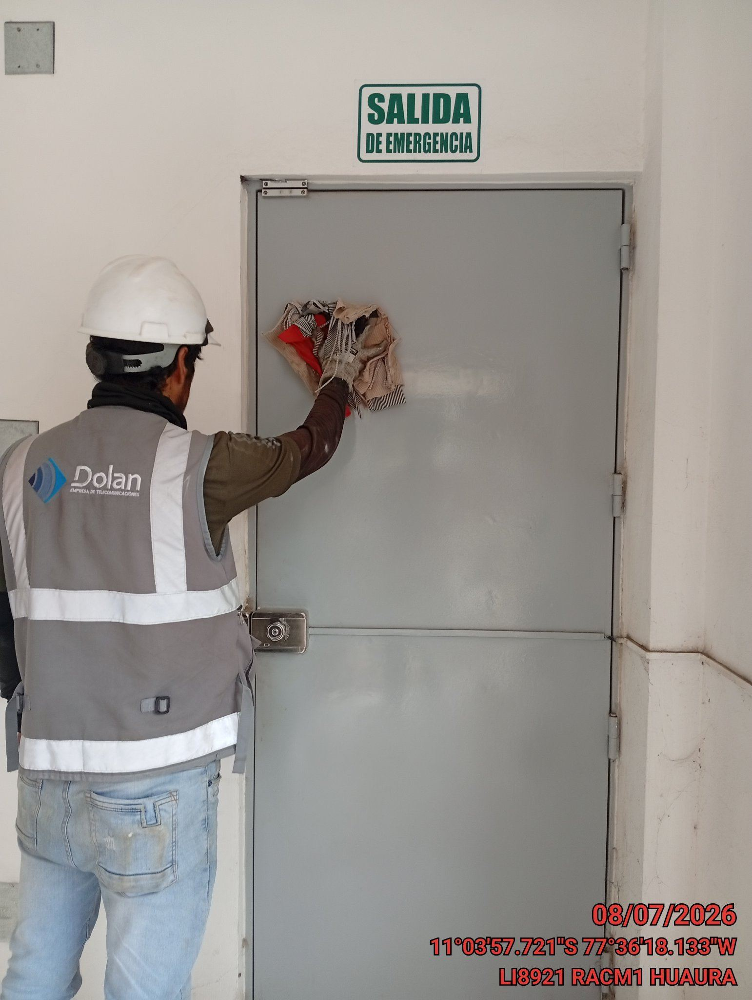 SALIDA
DE EMERGENCIA
Dolan
EMPRESA DE TELECOMUNICACIONES
08/07/2026
11°03'57.721"S 77°36'18.133"W
LI8921 RACM1 HUAURA